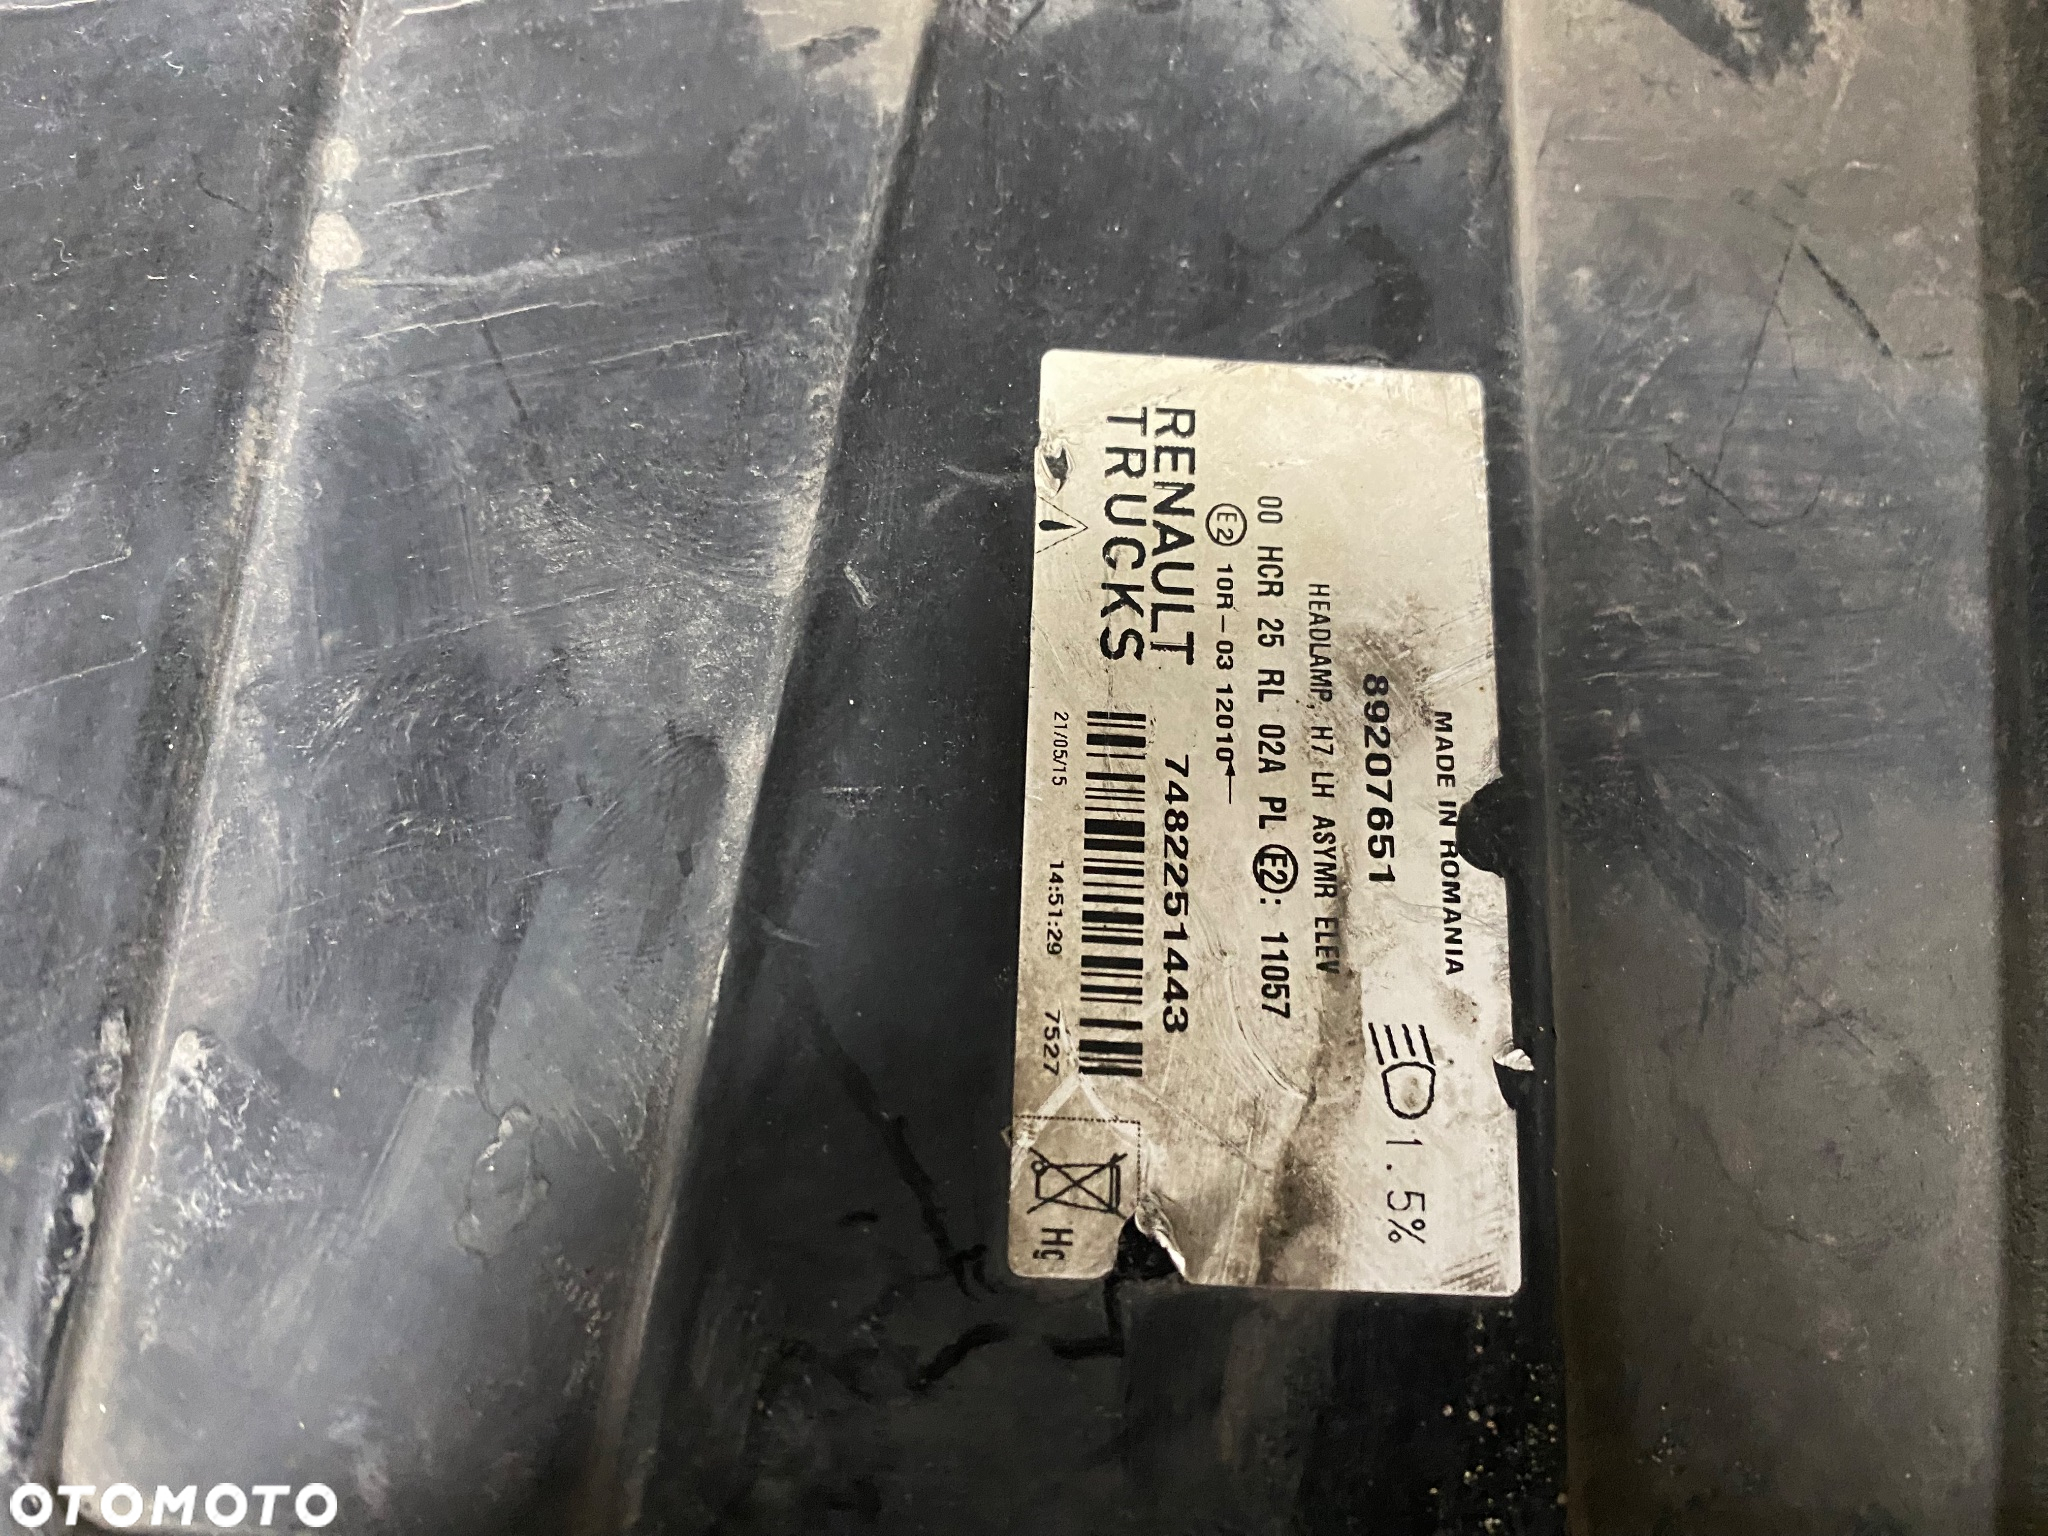 MADE IN ROMANIA
89207651
1.5%
HEADLAMP, H7 LH ASYMR ELEV
00 HCR 25 RL 02A PL E2: 11057
E2 10R-03 12010
RENAULT
TRUCKS
7482251443
21/05/15 14:51:29 7527
Hg
OTOMOTO